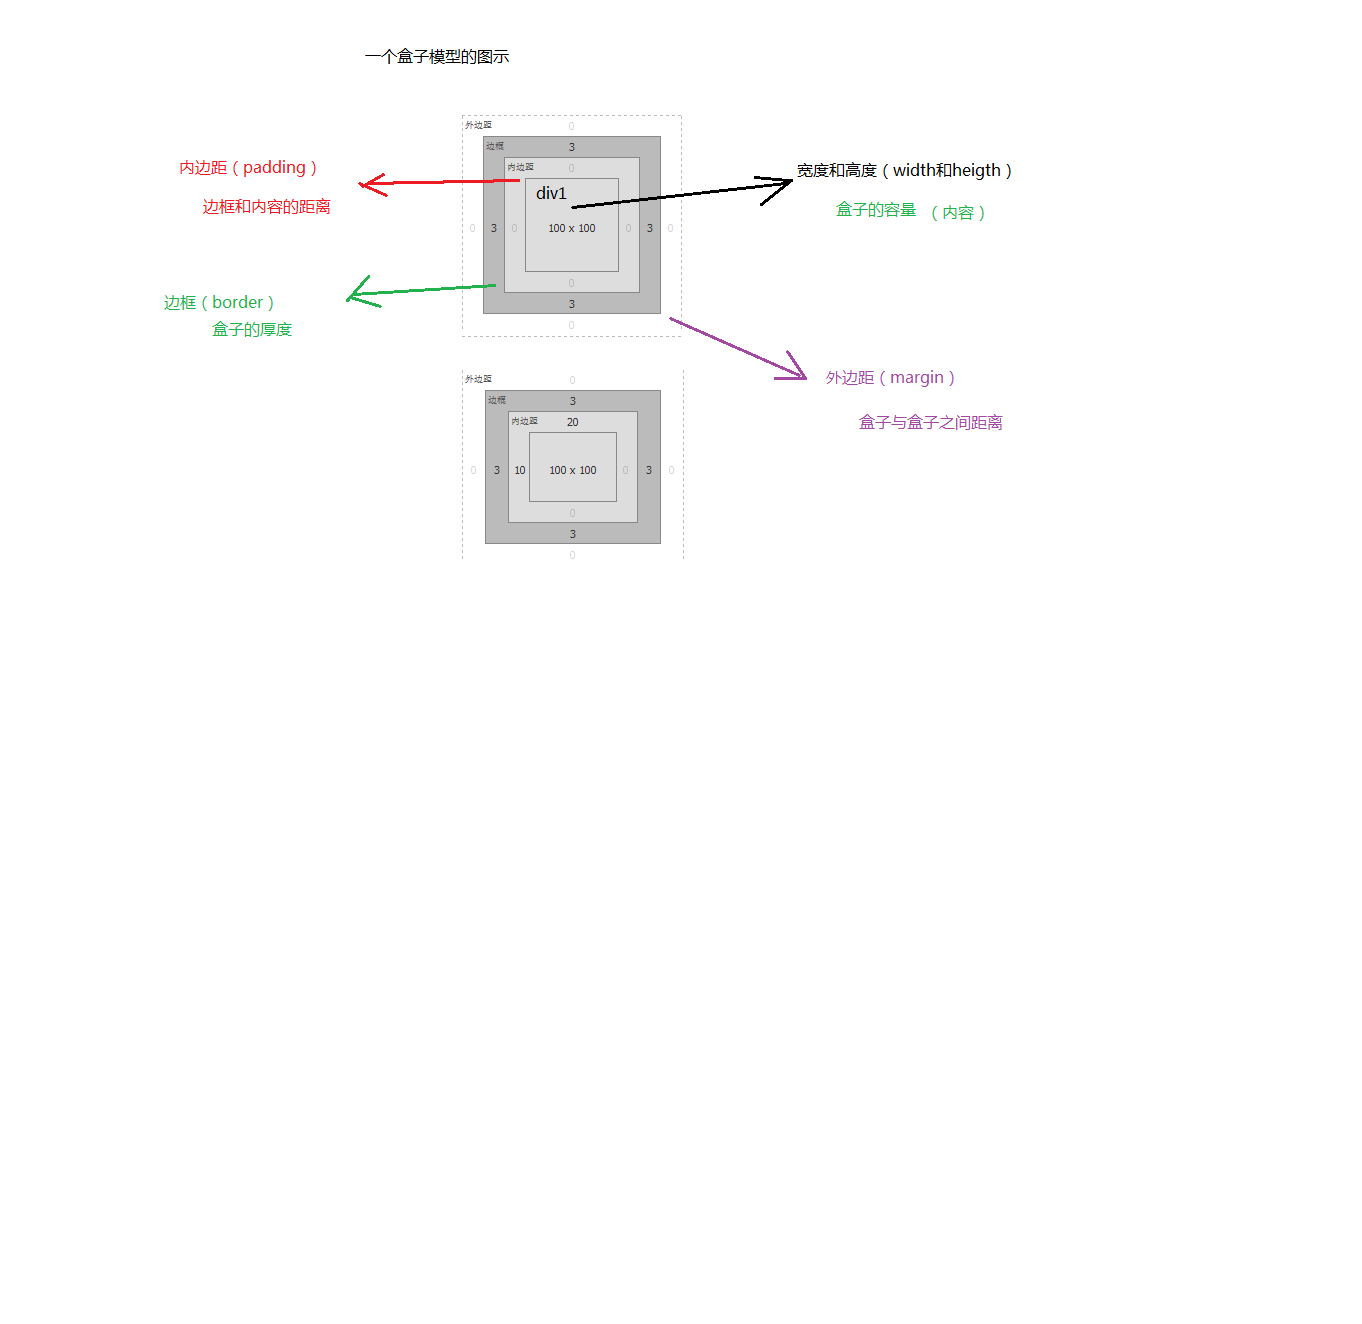 一个盒子模型的图示
外边距 0
边框 3
内边距 0
div1
0 3 0 100 x 100 0 3 0
0
3
0
内边距（padding）
边框和内容的距离
宽度和高度（width和heigth）
盒子的容量 （内容）
边框（border）
盒子的厚度
外边距（margin）
盒子与盒子之间距离
外边距 0
边框 3
内边距 20
0 3 10 100 x 100 0 3 0
0
3
0